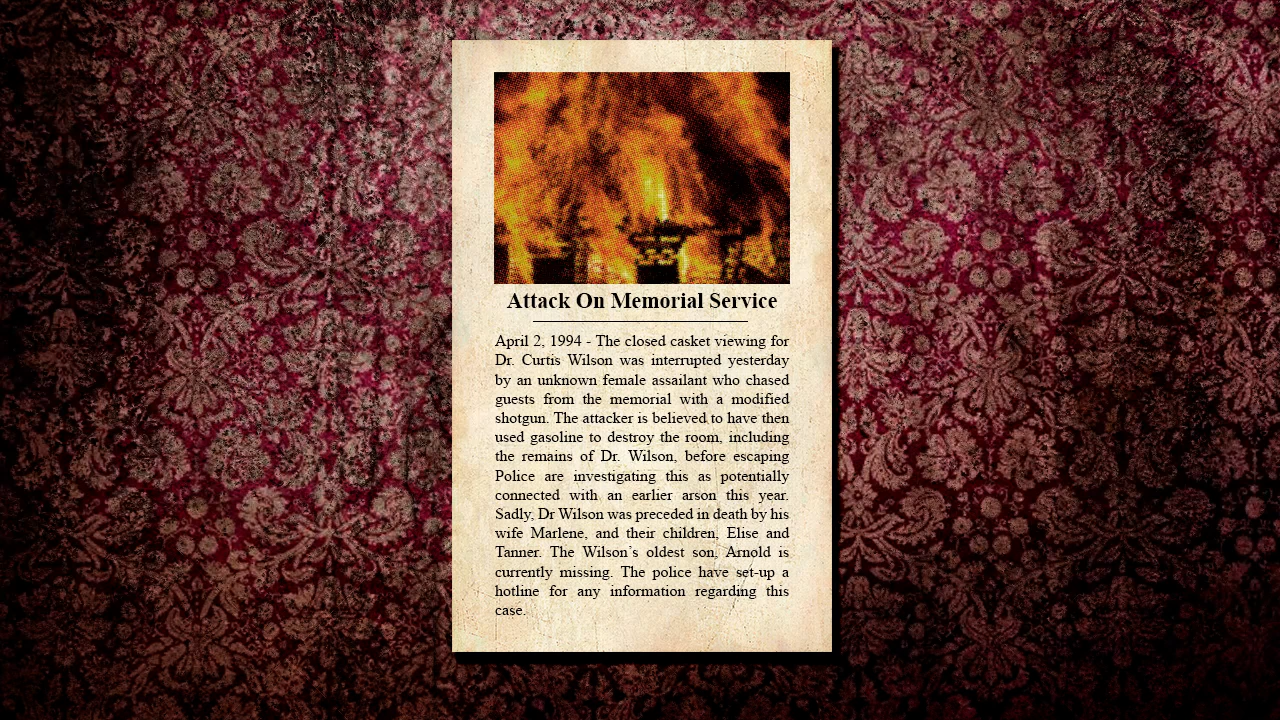 Attack On Memorial Service
April 2, 1994 - The closed casket viewing for
Dr. Curtis Wilson was interrupted yesterday
by an unknown female assailant who chased
guests from the memorial with a modified
shotgun. The attacker is believed to have then
used gasoline to destroy the room, including
the remains of Dr. Wilson, before escaping
Police are investigating this as potentially
connected with an earlier arson this year.
Sadly, Dr Wilson was preceded in death by his
wife Marlene, and their children, Elise and
Tanner. The Wilson's oldest son, Arnold is
currently missing. The police have set-up a
hotline for any information regarding this
case.